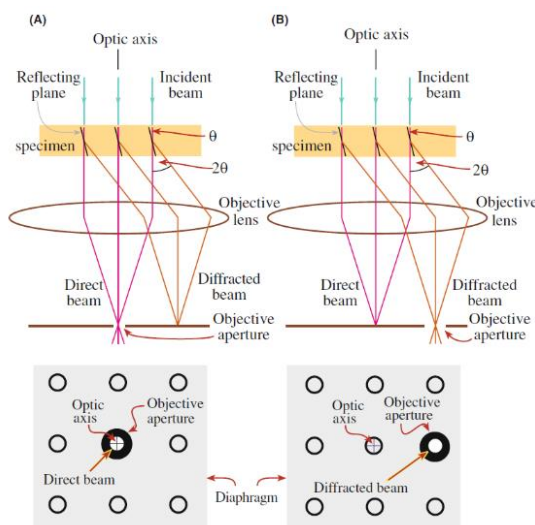 (A)
Optic axis
Reflecting
plane
Incident
beam
specimen
θ
2θ
Objective
lens
Direct
beam
Diffracted
beam
Objective
aperture
Optic
axis
Objective
aperture
Direct beam
(B)
Optic axis
Reflecting
plane
Incident
beam
specimen
θ
2θ
Objective
lens
Direct
beam
Diffracted
beam
Objective
aperture
Optic
axis
Objective
aperture
Diffracted beam
Diaphragm